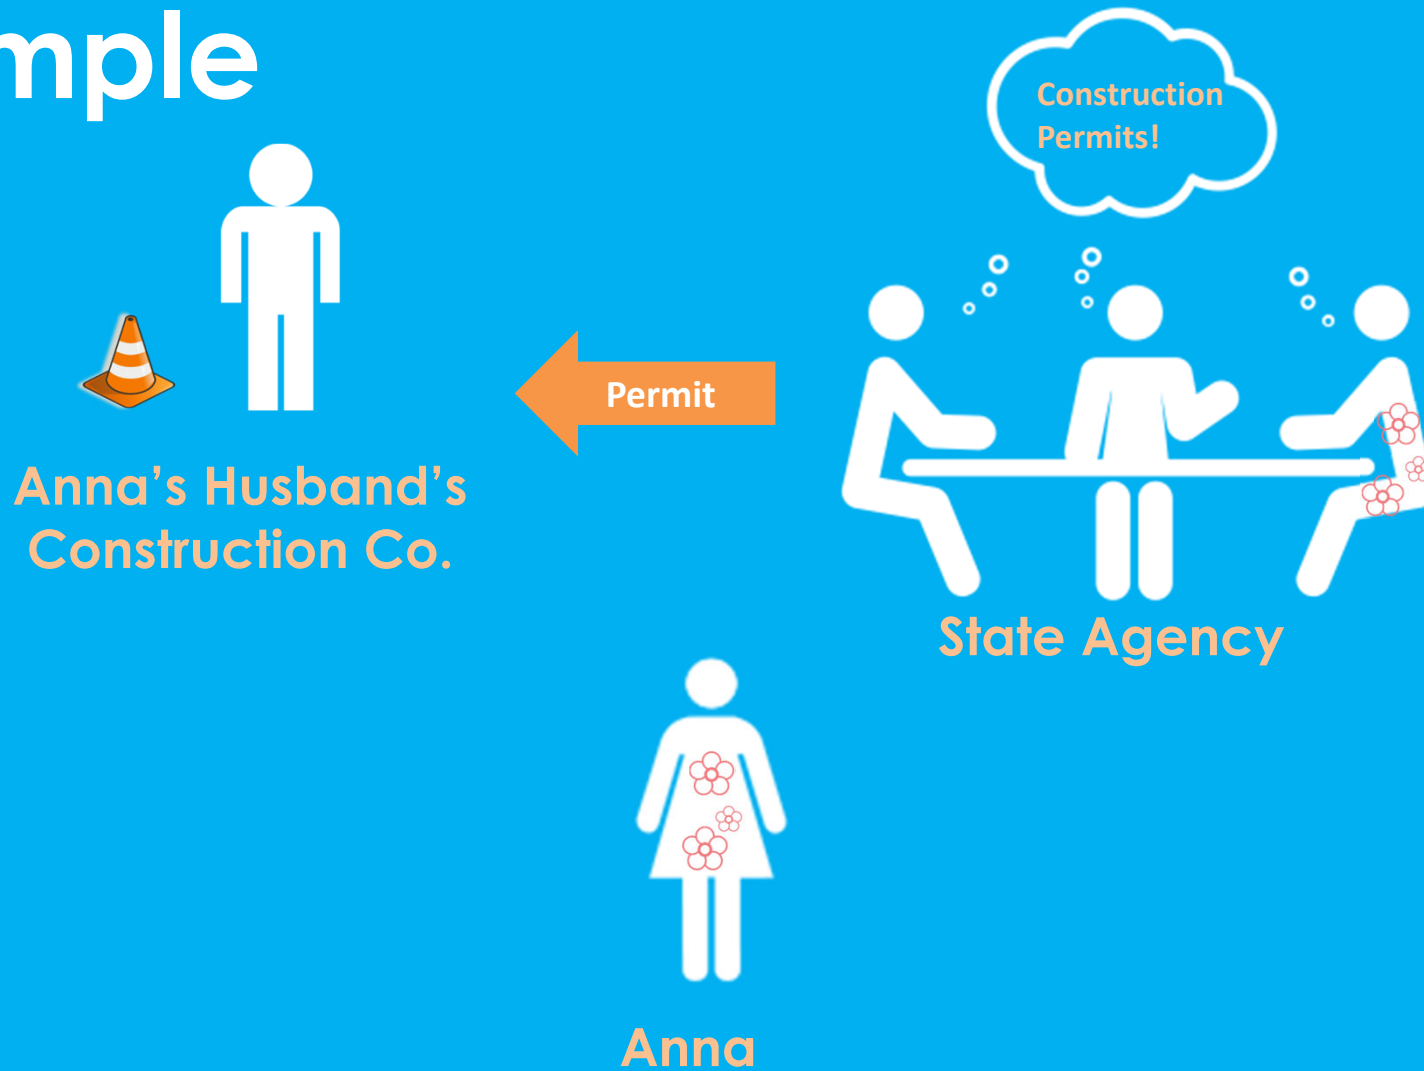 mple
Construction
Permits!
Permit
Anna's Husband's
Construction Co.
State Agency
Anna